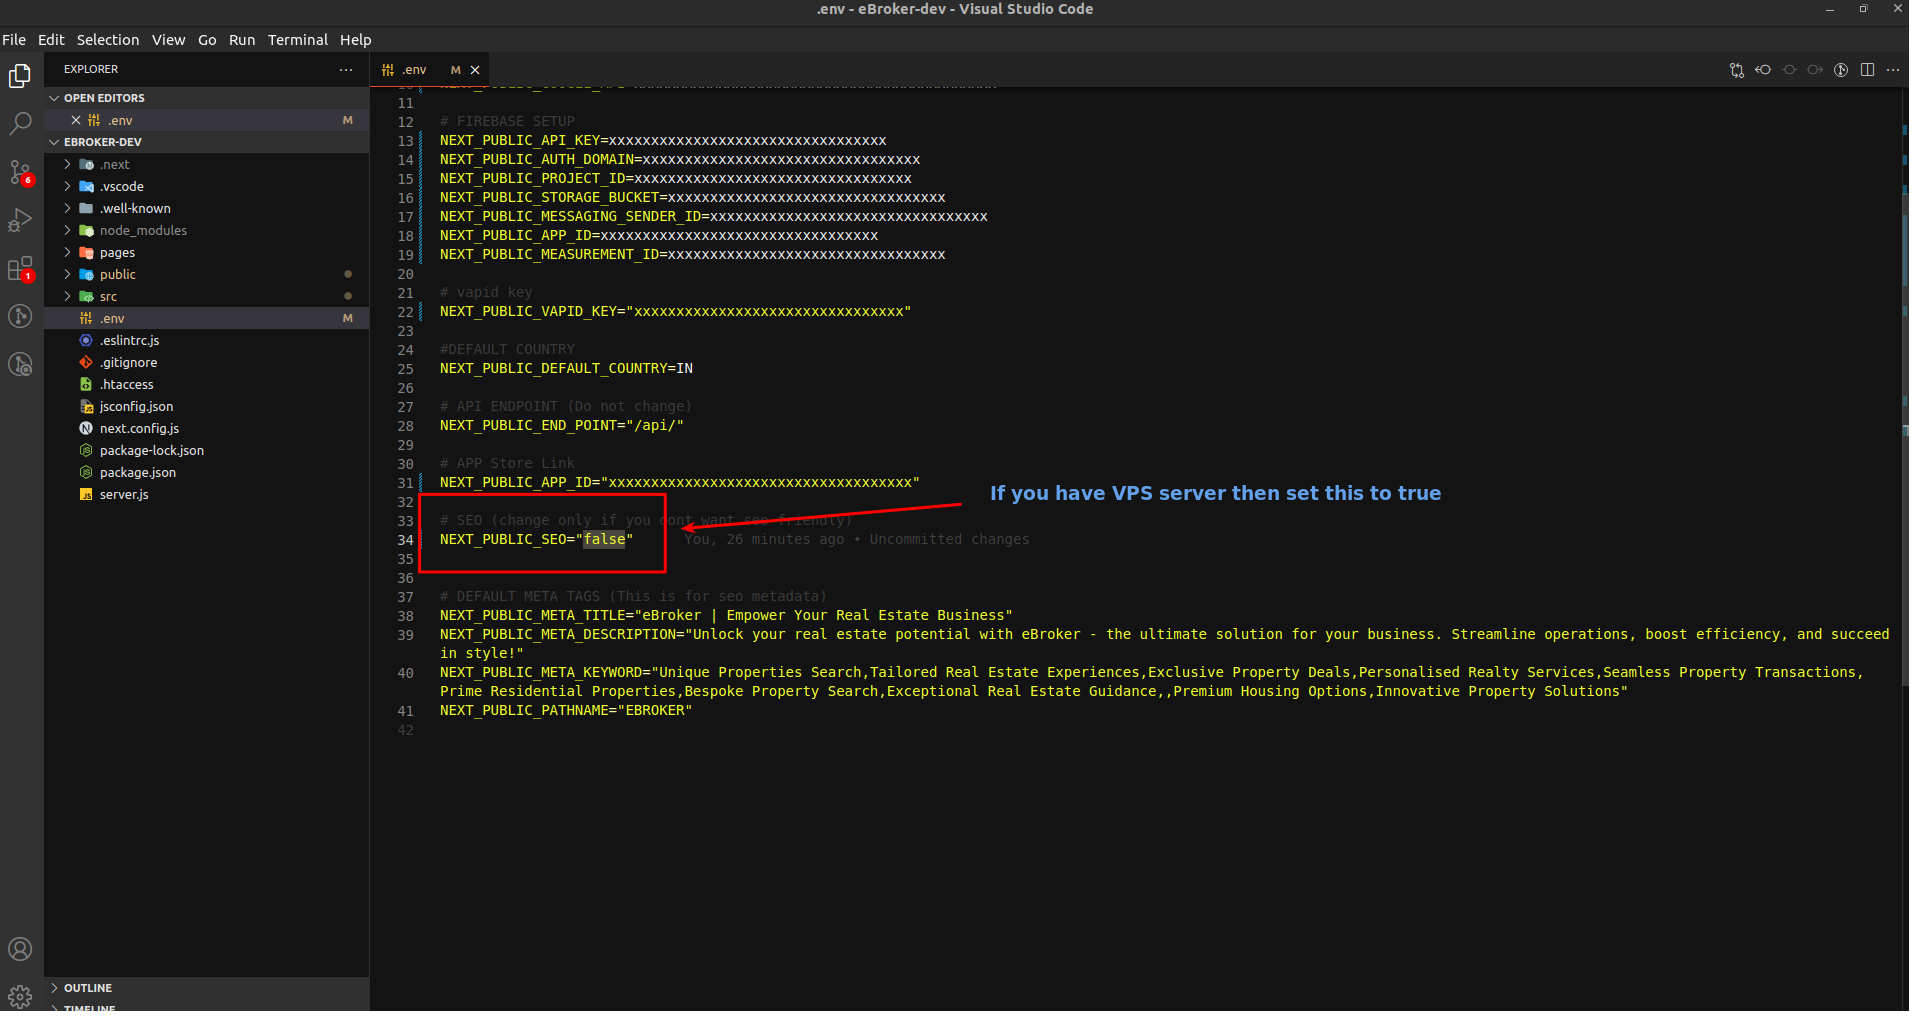 .env - eBroker-dev - Visual Studio Code
File Edit Selection View Go Run Terminal Help
EXPLORER
.env M
OPEN EDITORS
.env M
EBROKER-DEV
.next
.vscode
.well-known
node_modules
pages
public
src
.env M
.eslintrc.js
.gitignore
.htaccess
jsconfig.json
next.config.js
package-lock.json
package.json
server.js
OUTLINE
TIMELINE
6
1
11
12 # FIREBASE SETUP
13 NEXT_PUBLIC_API_KEY=xxxxxxxxxxxxxxxxxxxxxxxxxxxxxxxxx
14 NEXT_PUBLIC_AUTH_DOMAIN=xxxxxxxxxxxxxxxxxxxxxxxxxxxxxxxxx
15 NEXT_PUBLIC_PROJECT_ID=xxxxxxxxxxxxxxxxxxxxxxxxxxxxxxxxx
16 NEXT_PUBLIC_STORAGE_BUCKET=xxxxxxxxxxxxxxxxxxxxxxxxxxxxxxxxx
17 NEXT_PUBLIC_MESSAGING_SENDER_ID=xxxxxxxxxxxxxxxxxxxxxxxxxxxxxxxxx
18 NEXT_PUBLIC_APP_ID=xxxxxxxxxxxxxxxxxxxxxxxxxxxxxxxxx
19 NEXT_PUBLIC_MEASUREMENT_ID=xxxxxxxxxxxxxxxxxxxxxxxxxxxxxxxxx
20
21 # vapid key
22 NEXT_PUBLIC_VAPID_KEY="xxxxxxxxxxxxxxxxxxxxxxxxxxxxxxxx"
23
24 #DEFAULT COUNTRY
25 NEXT_PUBLIC_DEFAULT_COUNTRY=IN
26
27 # API ENDPOINT (Do not change)
28 NEXT_PUBLIC_END_POINT="/api/"
29
30 # APP Store Link
31 NEXT_PUBLIC_APP_ID="xxxxxxxxxxxxxxxxxxxxxxxxxxxxxxxxxxxx"
If you have VPS server then set this to true
32
33 # SEO (change only if you dont want seo friendly)
34 NEXT_PUBLIC_SEO="false" You, 26 minutes ago • Uncommitted changes
35
36
37 # DEFAULT META TAGS (This is for seo metadata)
38 NEXT_PUBLIC_META_TITLE="eBroker | Empower Your Real Estate Business"
39 NEXT_PUBLIC_META_DESCRIPTION="Unlock your real estate potential with eBroker - the ultimate solution for your business. Streamline operations, boost efficiency, and succeed
in style!"
40 NEXT_PUBLIC_META_KEYWORD="Unique Properties Search,Tailored Real Estate Experiences,Exclusive Property Deals,Personalised Realty Services,Seamless Property Transactions,
Prime Residential Properties,Bespoke Property Search,Exceptional Real Estate Guidance,,Premium Housing Options,Innovative Property Solutions"
41 NEXT_PUBLIC_PATHNAME="EBROKER"
42